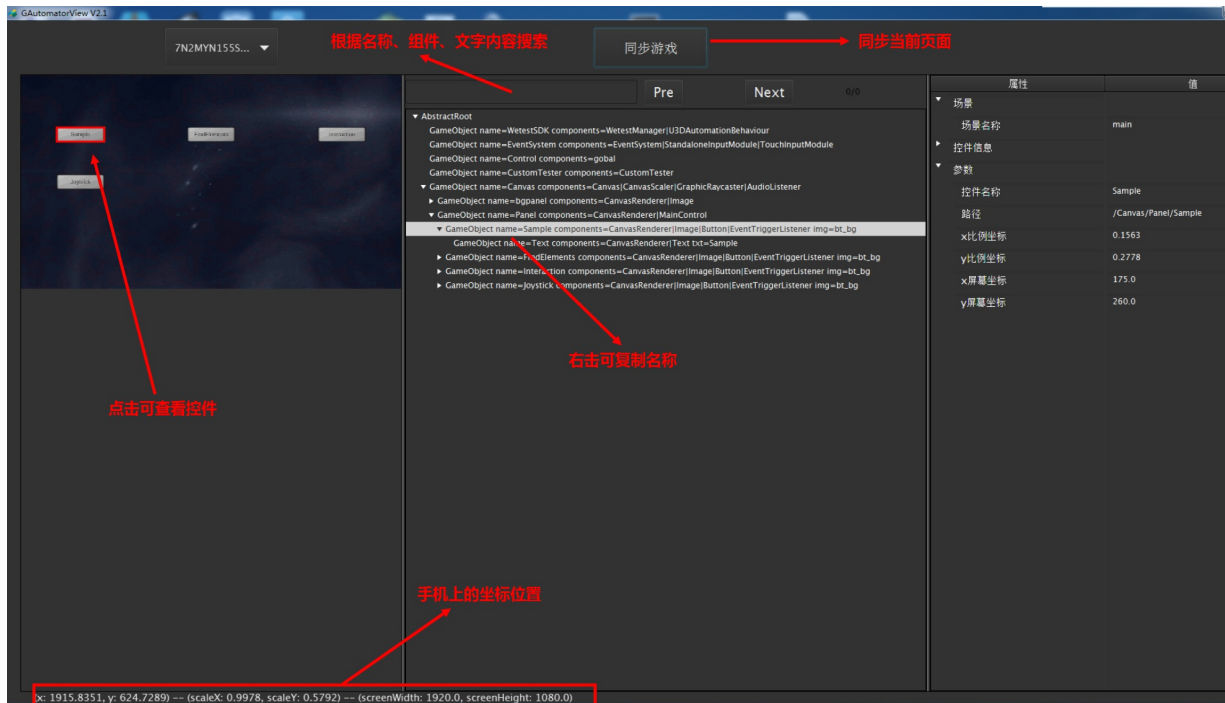 GAutomatorView V2.1
7N2MYN155S...
根据名称、组件、文字内容搜索
同步游戏
同步当前页面
Pre
Next
0/0
属性
值
AbstractRoot
GameObject name=WetestSDK components=WetestManager|U3DAutomationBehaviour
GameObject name=EventSystem components=EventSystem|StandaloneInputModule|TouchInputModule
GameObject name=Control components=gobal
GameObject name=CustomTester components=CustomTester
GameObject name=Canvas components=Canvas|CanvasScaler|GraphicRaycaster|AudioListener
GameObject name=bgpanel components=CanvasRenderer|Image
GameObject name=Panel components=CanvasRenderer|MainControl
GameObject name=Sample components=CanvasRenderer|Image|Button|EventTriggerListener img=bt_bg
GameObject name=Text components=CanvasRenderer|Text txt=Sample
GameObject name=FindElements components=CanvasRenderer|Image|Button|EventTriggerListener img=bt_bg
GameObject name=Interaction components=CanvasRenderer|Image|Button|EventTriggerListener img=bt_bg
GameObject name=Joystick components=CanvasRenderer|Image|Button|EventTriggerListener img=bt_bg
场景
场景名称 main
控件信息
参数
控件名称 Sample
路径 /Canvas/Panel/Sample
x比例坐标 0.1563
y比例坐标 0.2778
x屏幕坐标 175.0
y屏幕坐标 260.0
Sample
FindElements
Interaction
Joystick
右击可复制名称
点击可查看控件
手机上的坐标位置
(x: 1915.8351, y: 624.7289) -- (scaleX: 0.9978, scaleY: 0.5792) -- (screenWidth: 1920.0, screenHeight: 1080.0)